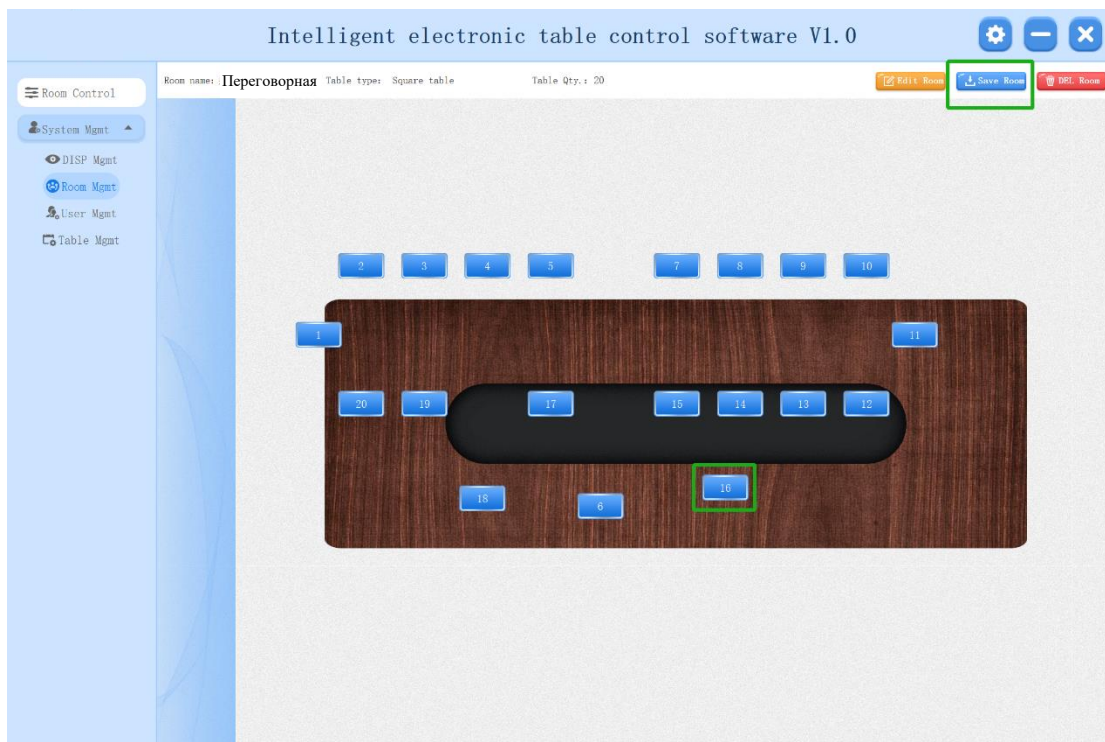 Intelligent electronic table control software V1.0
Room name: Переговорная Table type: Square table Table Qty.: 20
Edit Room Save Room DEL Room
Room Control
System Mgmt
DISP Mgmt
Room Mgmt
User Mgmt
Table Mgmt
2 3 4 5 7 8 9 10
1 11
20 19 17 15 14 13 12
18 6 16